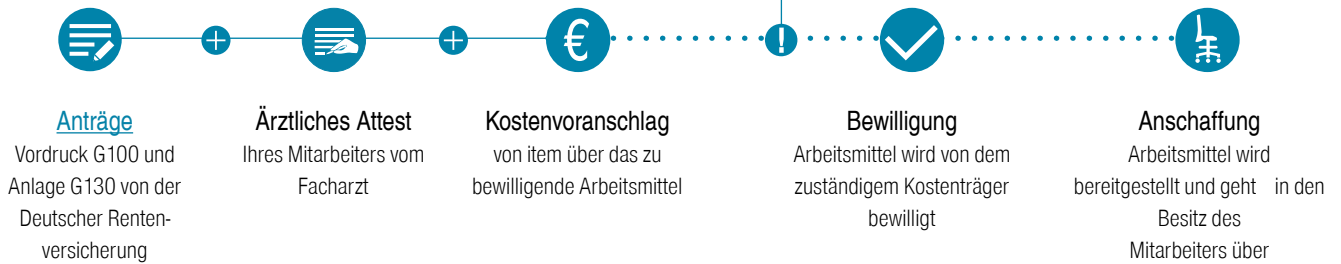 €
!
Anträge
Vordruck G100 und
Anlage G130 von der
Deutscher Renten-
versicherung
Ärztliches Attest
Ihres Mitarbeiters vom
Facharzt
Kostenvoranschlag
von item über das zu
bewilligende Arbeitsmittel
Bewilligung
Arbeitsmittel wird von dem
zuständigem Kostenträger
bewilligt
Anschaffung
Arbeitsmittel wird
bereitgestellt und geht in den
Besitz des
Mitarbeiters über